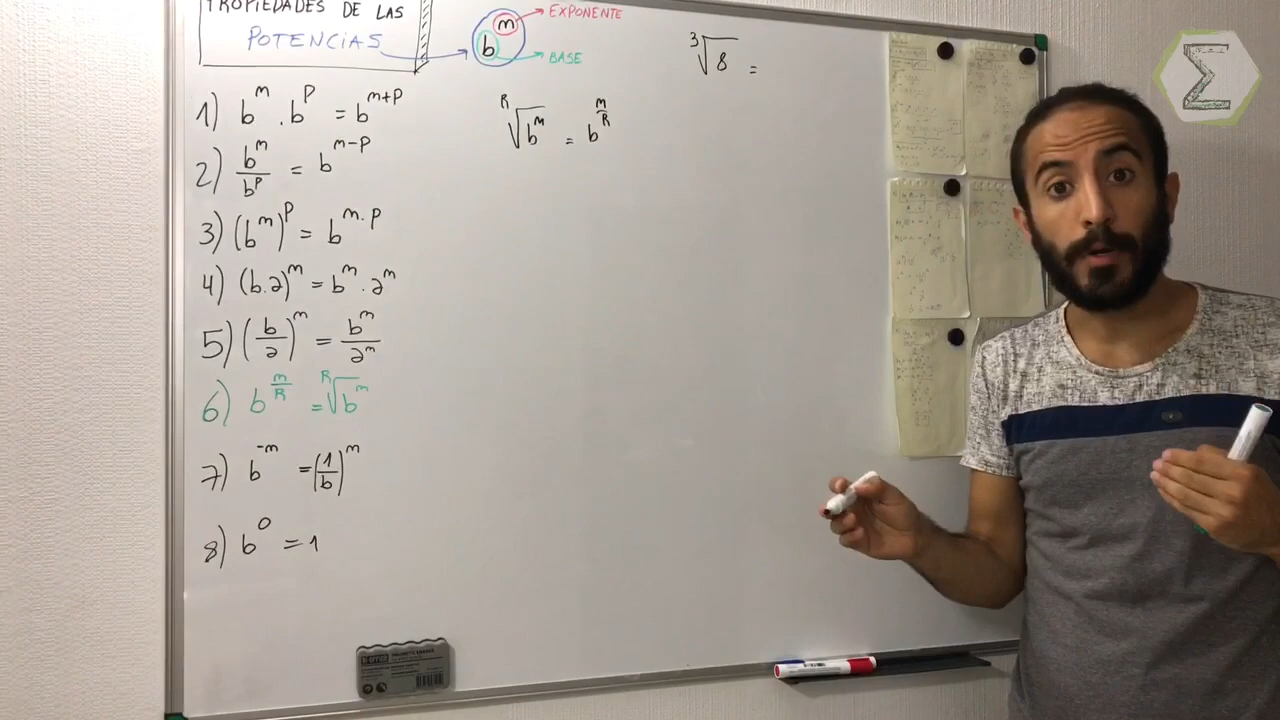 PROPIEDADES DE LAS
POTENCIAS
b^m
EXPONENTE
BASE
1) b^m . b^p = b^{m+p}
2) b^m/b^p = b^{m-p}
3) (b^m)^p = b^{m.p}
4) (b.a)^m = b^m . a^m
5) (b/a)^m = b^m/a^m
6) b^{m/R} = ᴿ√b^m
7) b^{-m} = (1/b)^m
8) b^0 = 1
ᴿ√b^m = b^{m/R}
³√8 =
Σ